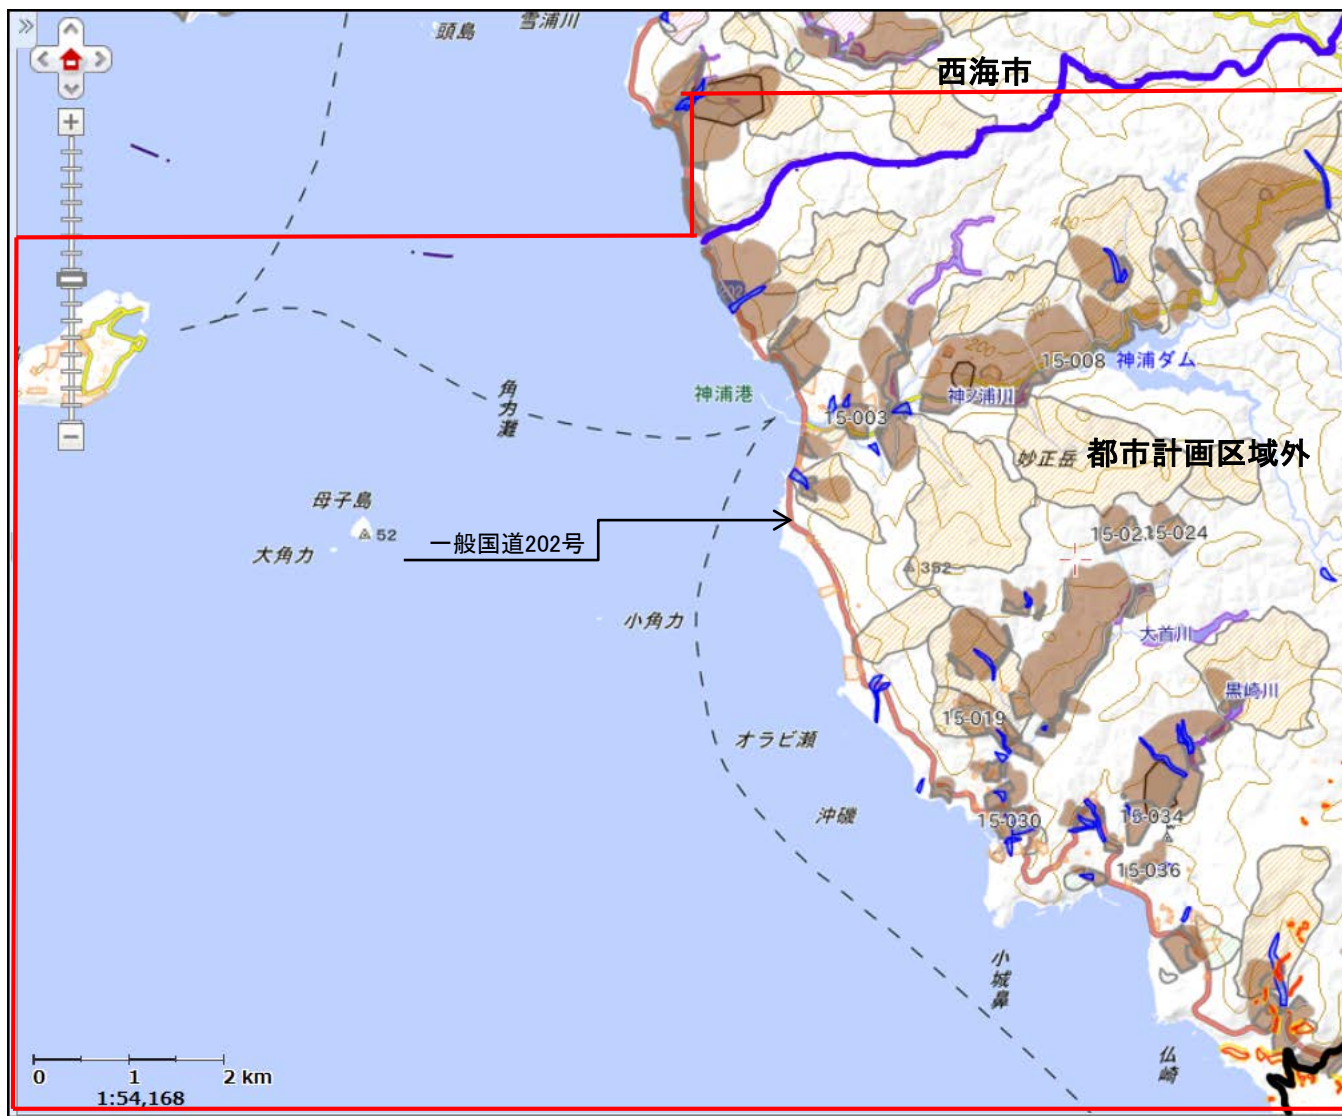 »
頭島
雪浦川
西海市
202
400
200
15-008
神浦ダム
神浦港
神ノ浦川
15-003
角力灘
妙正岳
都市計画区域外
母子島
52
大角力
一般国道202号
15-024
352
小角力
大首川
黒崎川
15-019
オラビ瀬
沖磯
15-030
15-034
15-036
小城鼻
仏崎
0 1 2 km
1:54,168